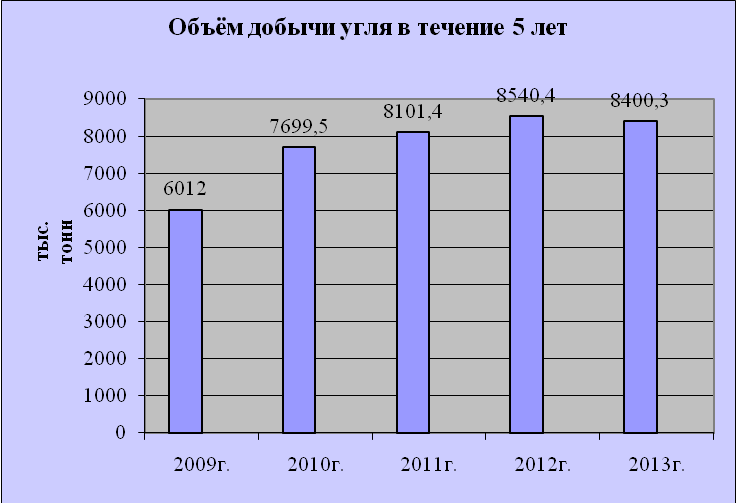 Объём добычи угля в течение 5 лет
тыс.
тонн
9000
8000
7000
6000
5000
4000
3000
2000
1000
0
6012
7699,5
8101,4
8540,4
8400,3
2009г.
2010г.
2011г.
2012г.
2013г.